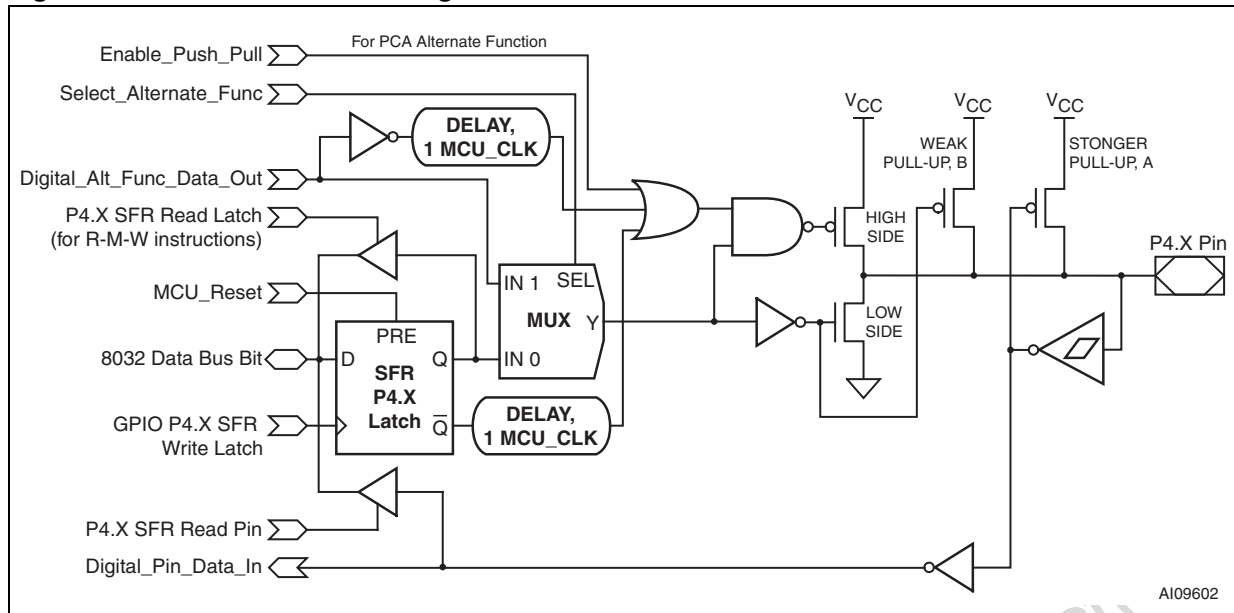 Enable_Push_Pull
For PCA Alternate Function
Select_Alternate_Func
DELAY,
1 MCU_CLK
Digital_Alt_Func_Data_Out
P4.X SFR Read Latch
(for R-M-W instructions)
MCU_Reset
8032 Data Bus Bit
GPIO P4.X SFR
Write Latch
P4.X SFR Read Pin
Digital_Pin_Data_In
PRE
D
Q
SFR
P4.X
Latch
Q
DELAY,
1 MCU_CLK
IN 1
SEL
MUX
Y
IN 0
VCC
VCC
VCC
WEAK
PULL-UP, B
STONGER
PULL-UP, A
HIGH
SIDE
LOW
SIDE
P4.X Pin
AI09602